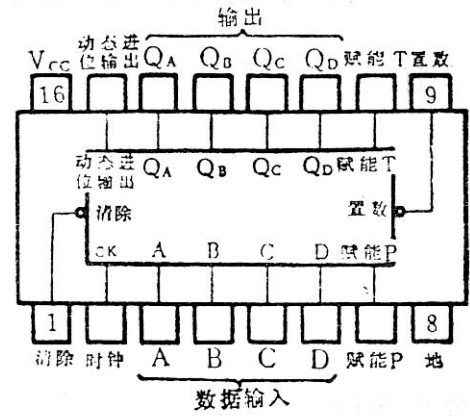 输出
动态进
VCC 位输出 QA QB QC QD 赋能T 置数
16 9
动态进
位输出 QA QB QC QD 赋能T
清除 置数
CK A B C D 赋能P
1 8
清除 时钟 A B C D 赋能P 地
数据输入